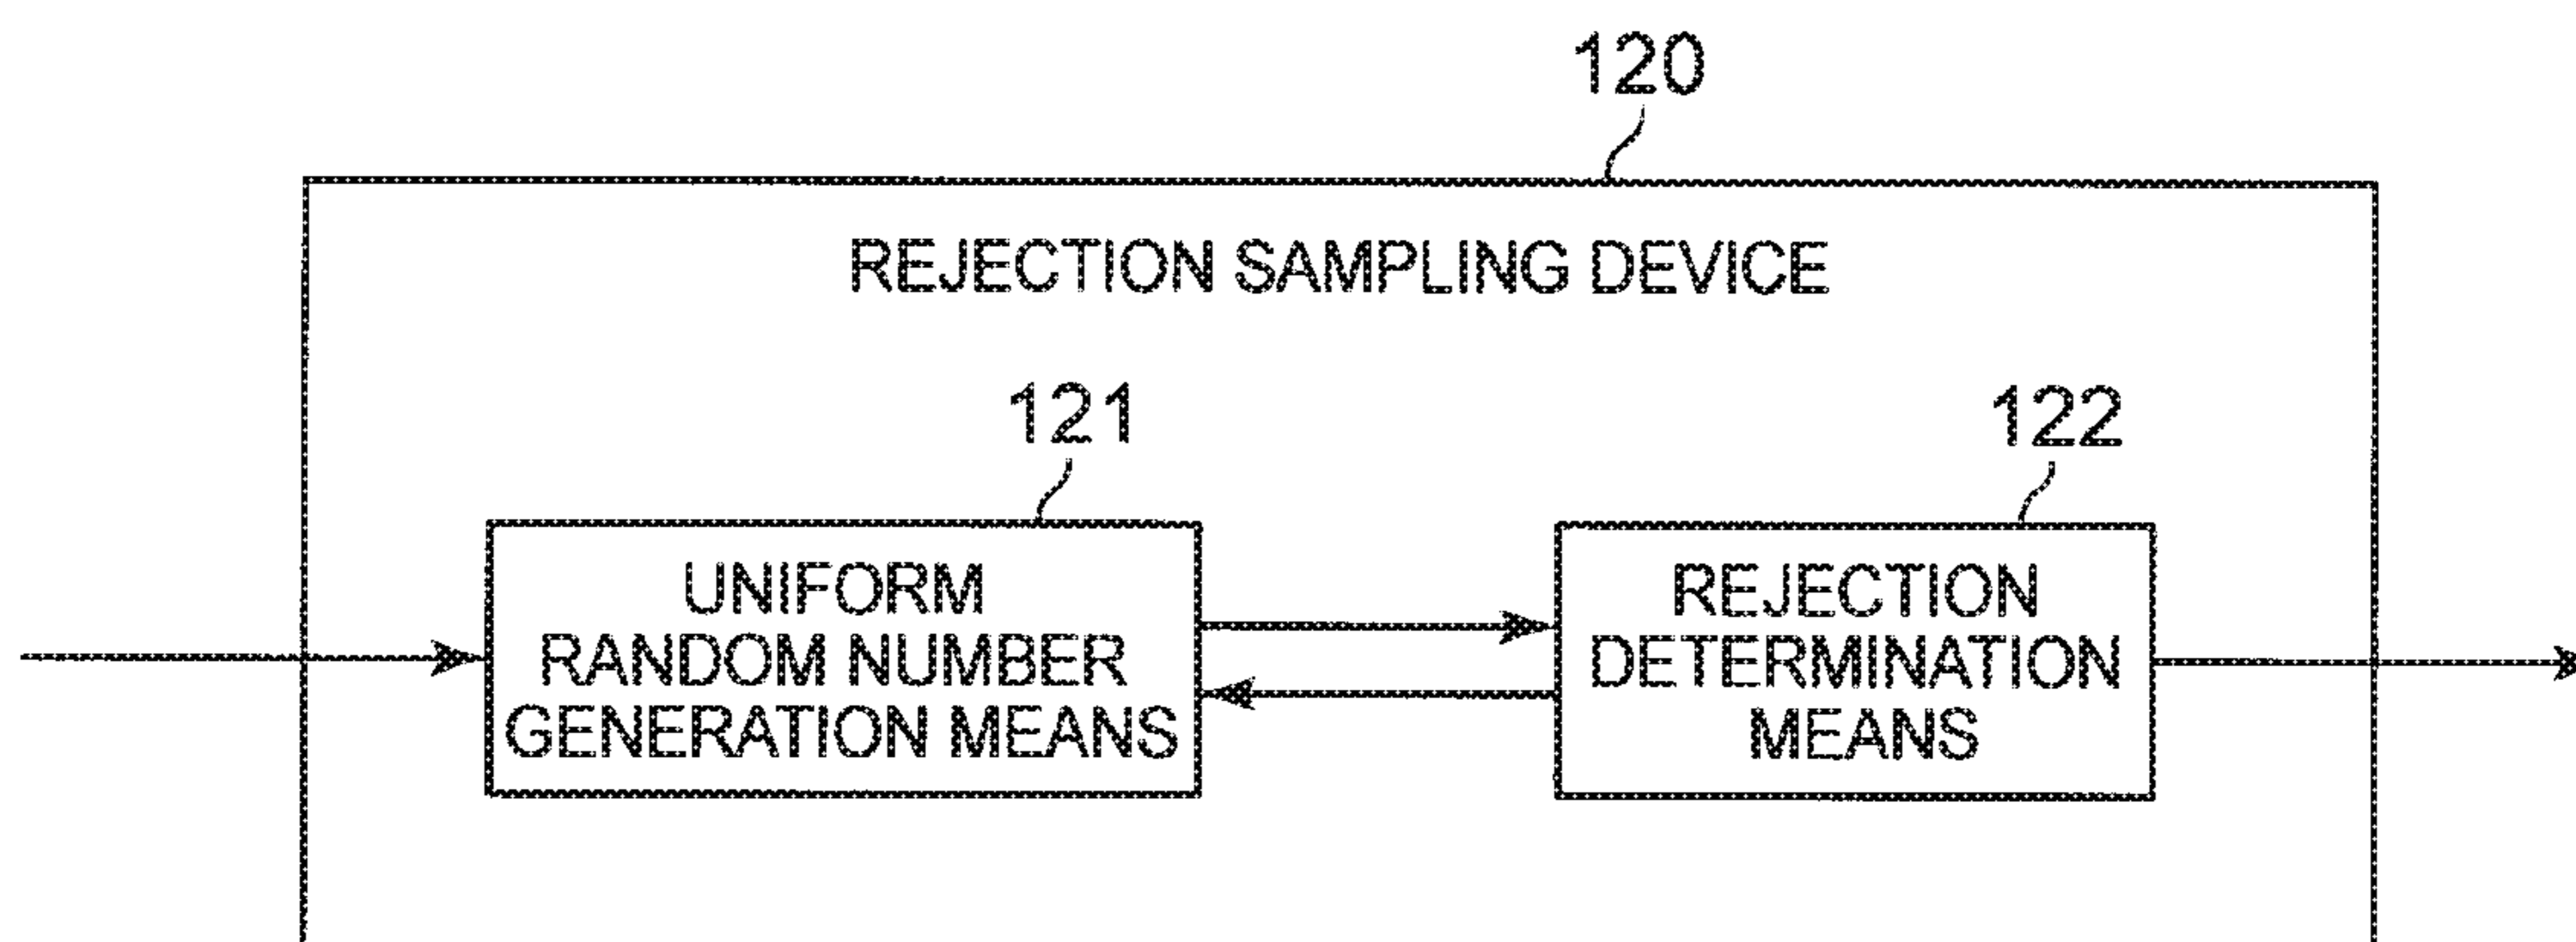 120
REJECTION SAMPLING DEVICE
121
122
UNIFORM
RANDOM NUMBER
GENERATION MEANS
REJECTION
DETERMINATION
MEANS